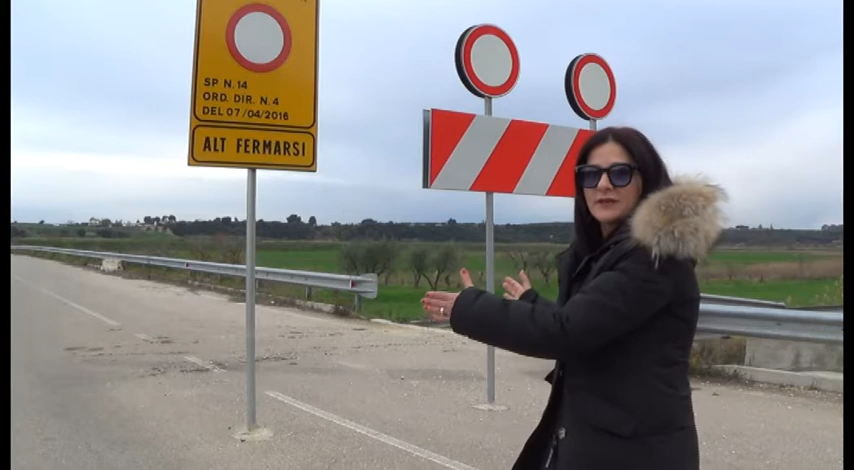 SP N.14
ORD. DIR. N.4
DEL 07/04/2016
ALT FERMARSI